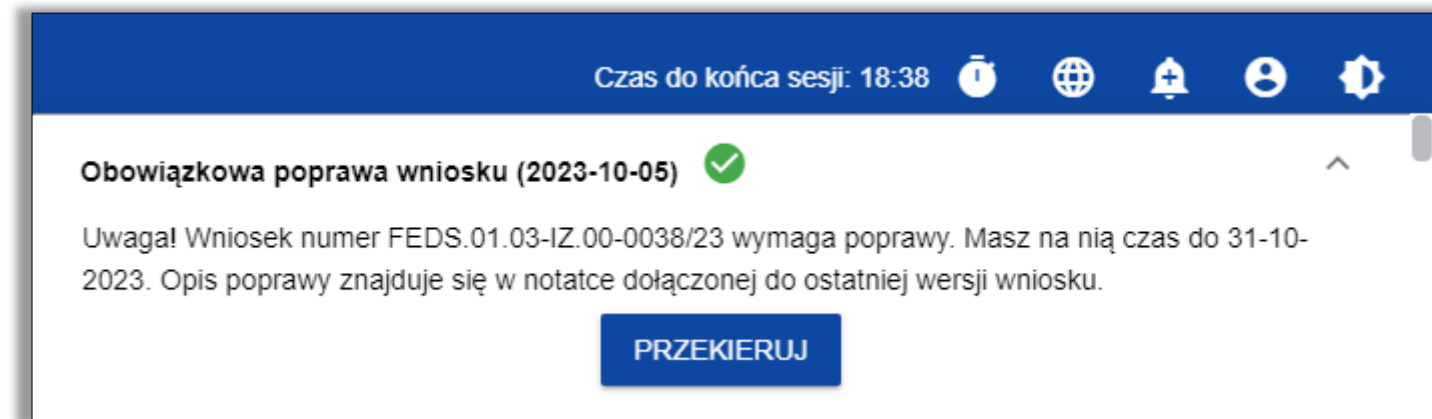 Czas do końca sesji: 18:38
Obowiązkowa poprawa wniosku (2023-10-05)
Uwaga! Wniosek numer FEDS.01.03-IZ.00-0038/23 wymaga poprawy. Masz na nią czas do 31-10-
2023. Opis poprawy znajduje się w notatce dołączonej do ostatniej wersji wniosku.
PRZEKIERUJ